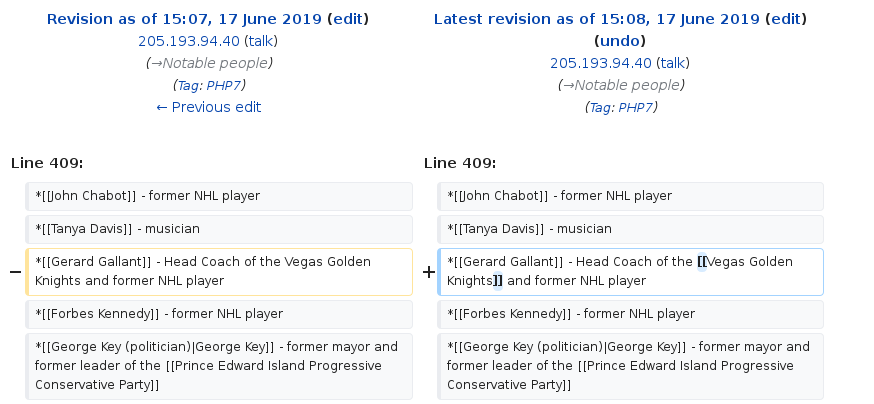 Revision as of 15:07, 17 June 2019 (edit)
205.193.94.40 (talk)
(→Notable people)
(Tag: PHP7)
← Previous edit
Latest revision as of 15:08, 17 June 2019 (edit)
(undo)
205.193.94.40 (talk)
(→Notable people)
(Tag: PHP7)
Line 409:
*[[John Chabot]] - former NHL player
*[[Tanya Davis]] - musician
− *[[Gerard Gallant]] - Head Coach of the Vegas Golden
Knights and former NHL player
*[[Forbes Kennedy]] - former NHL player
*[[George Key (politician)|George Key]] - former mayor and
former leader of the [[Prince Edward Island Progressive
Conservative Party]]
Line 409:
*[[John Chabot]] - former NHL player
*[[Tanya Davis]] - musician
+ *[[Gerard Gallant]] - Head Coach of the [[Vegas Golden
Knights]] and former NHL player
*[[Forbes Kennedy]] - former NHL player
*[[George Key (politician)|George Key]] - former mayor and
former leader of the [[Prince Edward Island Progressive
Conservative Party]]